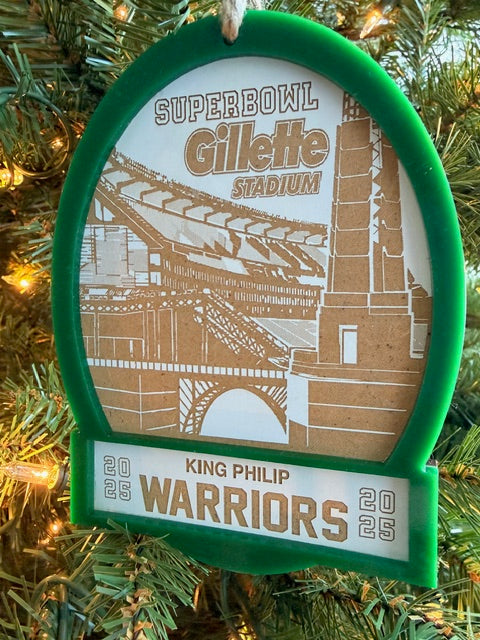 SUPERBOWL
Gillette
STADIUM
20
25
KING PHILIP
WARRIORS
20
25